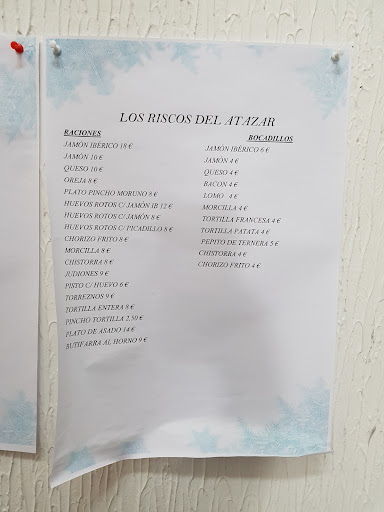 LOS RISCOS DEL ATAZAR
RACIONES
JAMÓN IBÉRICO 18 €
JAMÓN 10 €
QUESO 10 €
OREJA 8 €
PLATO PINCHO MORUNO 8 €
HUEVOS ROTOS C/ JAMÓN IB 12 €
HUEVOS ROTOS C/ JAMÓN 8 €
HUEVOS ROTOS C/ PICADILLO 8 €
CHORIZO FRITO 8 €
MORCILLA 8 €
CHISTORRA 8 €
JUDIONES 9 €
PISTO C/ HUEVO 6 €
TORREZNOS 9 €
TORTILLA ENTERA 8 €
PINCHO TORTILLA 2,50 €
PLATO DE ASADO 14 €
BUTIFARRA AL HORNO 9 €
BOCADILLOS
JAMÓN IBÉRICO 6 €
JAMÓN 4 €
QUESO 4 €
BACON 4 €
LOMO 4 €
MORCILLA 4 €
TORTILLA FRANCESA 4 €
TORTILLA PATATA 4 €
PEPITO DE TERNERA 5 €
CHISTORRA 4 €
CHORIZO FRITO 4 €